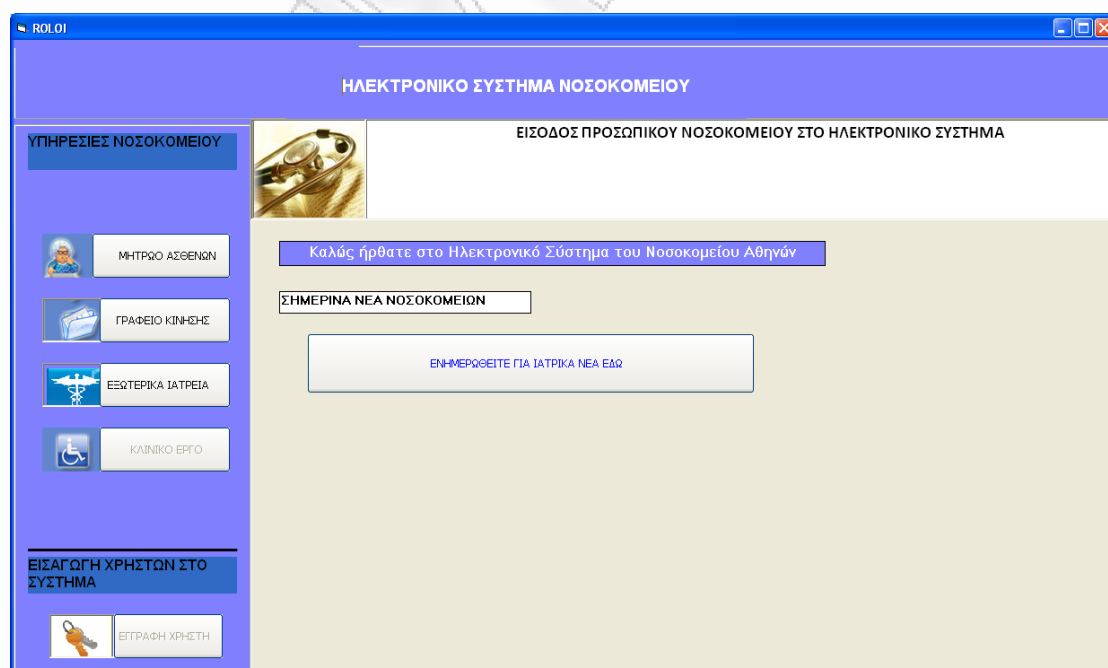 ROLOI
ΗΛΕΚΤΡΟΝΙΚΟ ΣΥΣΤΗΜΑ ΝΟΣΟΚΟΜΕΙΟΥ
ΥΠΗΡΕΣΙΕΣ ΝΟΣΟΚΟΜΕΙΟΥ
ΕΙΣΟΔΟΣ ΠΡΟΣΩΠΙΚΟΥ ΝΟΣΟΚΟΜΕΙΟΥ ΣΤΟ ΗΛΕΚΤΡΟΝΙΚΟ ΣΥΣΤΗΜΑ
Καλώς ήρθατε στο Ηλεκτρονικό Σύστημα του Νοσοκομείου Αθηνών
ΜΗΤΡΩΟ ΑΣΘΕΝΩΝ
ΣΗΜΕΡΙΝΑ ΝΕΑ ΝΟΣΟΚΟΜΕΙΩΝ
ΓΡΑΦΕΙΟ ΚΙΝΗΣΗΣ
ΕΝΗΜΕΡΩΘΕΙΤΕ ΓΙΑ ΙΑΤΡΙΚΑ ΝΕΑ ΕΔΩ
ΕΞΩΤΕΡΙΚΑ ΙΑΤΡΕΙΑ
ΚΛΙΝΙΚΟ ΕΡΓΟ
ΕΙΣΑΓΩΓΗ ΧΡΗΣΤΩΝ ΣΤΟ
ΣΥΣΤΗΜΑ
ΕΓΓΡΑΦΗ ΧΡΗΣΤΗ